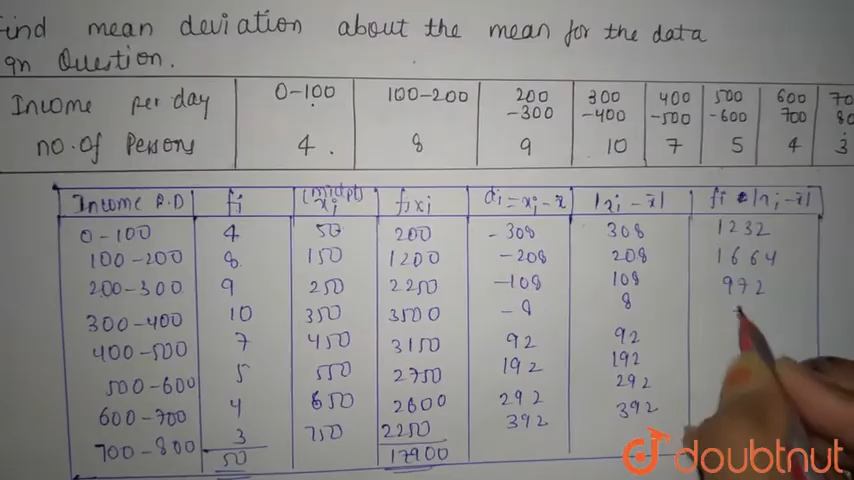 Find mean deviation about the mean for the data
qn Question.
Income per day 0-100 100-200 200-300 300-400 400-500 500-600 600 700 70 80
no. of Persons 4 . 8 9 10 7 5 4 3
Income P.D fi (midpt) xi fixi di=xi-x̄ |xi-x̄| fi |xi-x̄|
0-100 4 50 200 -308 308 1232
100-200 8 150 1200 -208 208 1664
200-300 9 250 2250 -108 108 972
300-400 10 350 3500 -8 8
400-500 7 450 3150 92 92
500-600 5 550 2750 192 192
600-700 4 650 2600 292 292
700-800 3 750 2250 392 392
50 17900
doubtnut